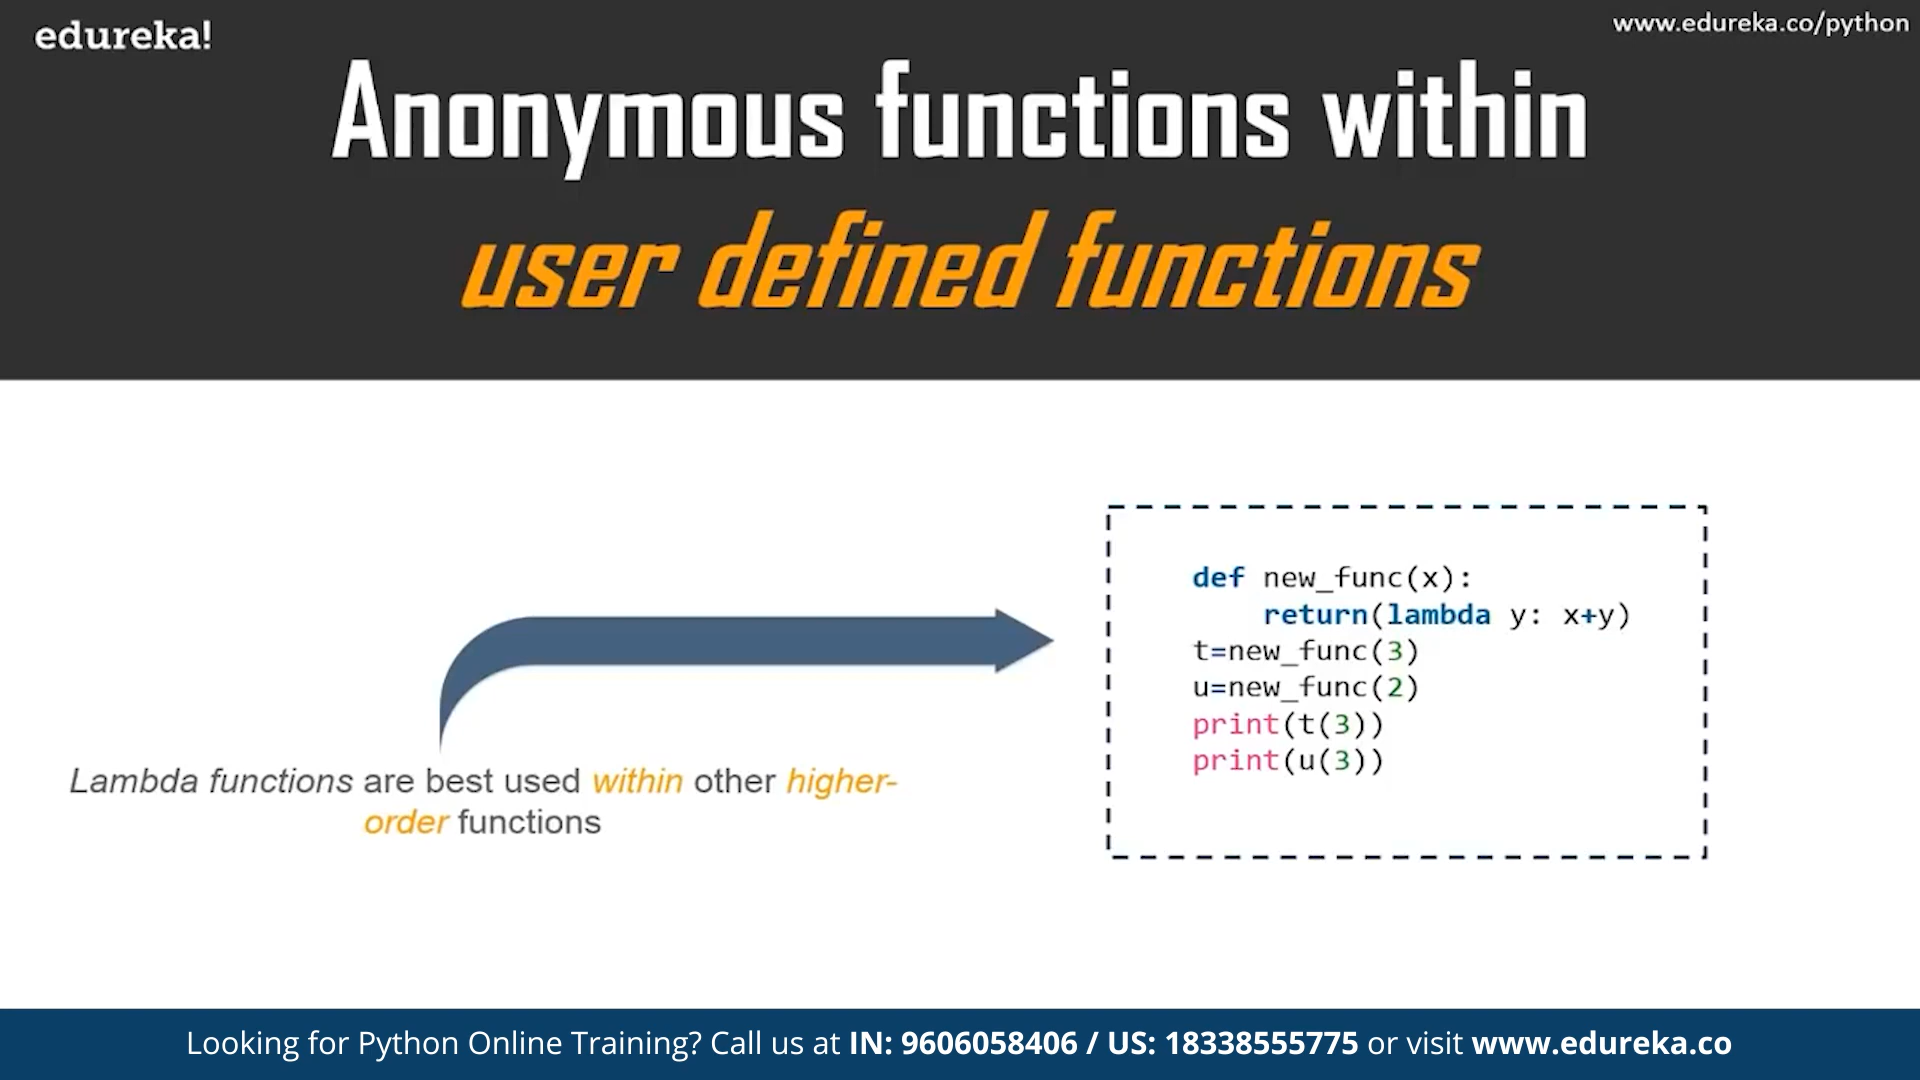 edureka!
www.edureka.co/python
Anonymous functions within
user defined functions
def new_func(x):
    return(lambda y: x+y)
t=new_func(3)
u=new_func(2)
print(t(3))
print(u(3))
Lambda functions are best used within other higher-
order functions
Looking for Python Online Training? Call us at IN: 9606058406 / US: 18338555775 or visit www.edureka.co